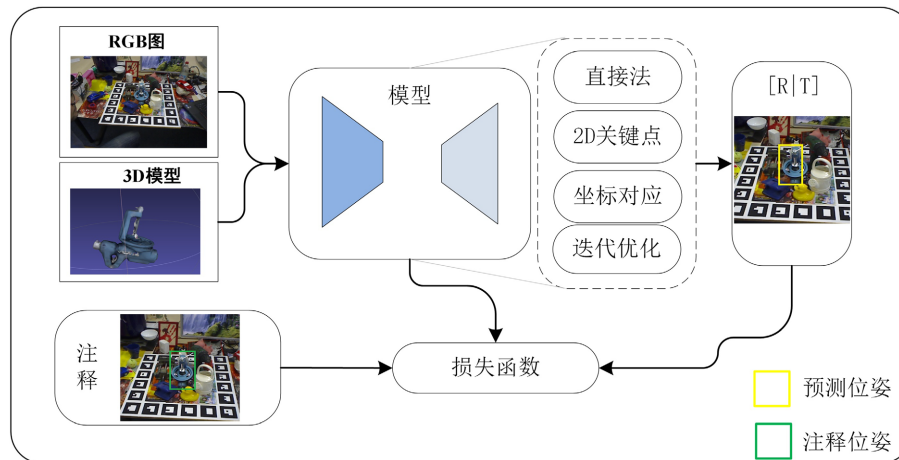 RGB图
3D模型
模型
直接法
2D关键点
坐标对应
迭代优化
[R|T]
注释
损失函数
预测位姿
注释位姿